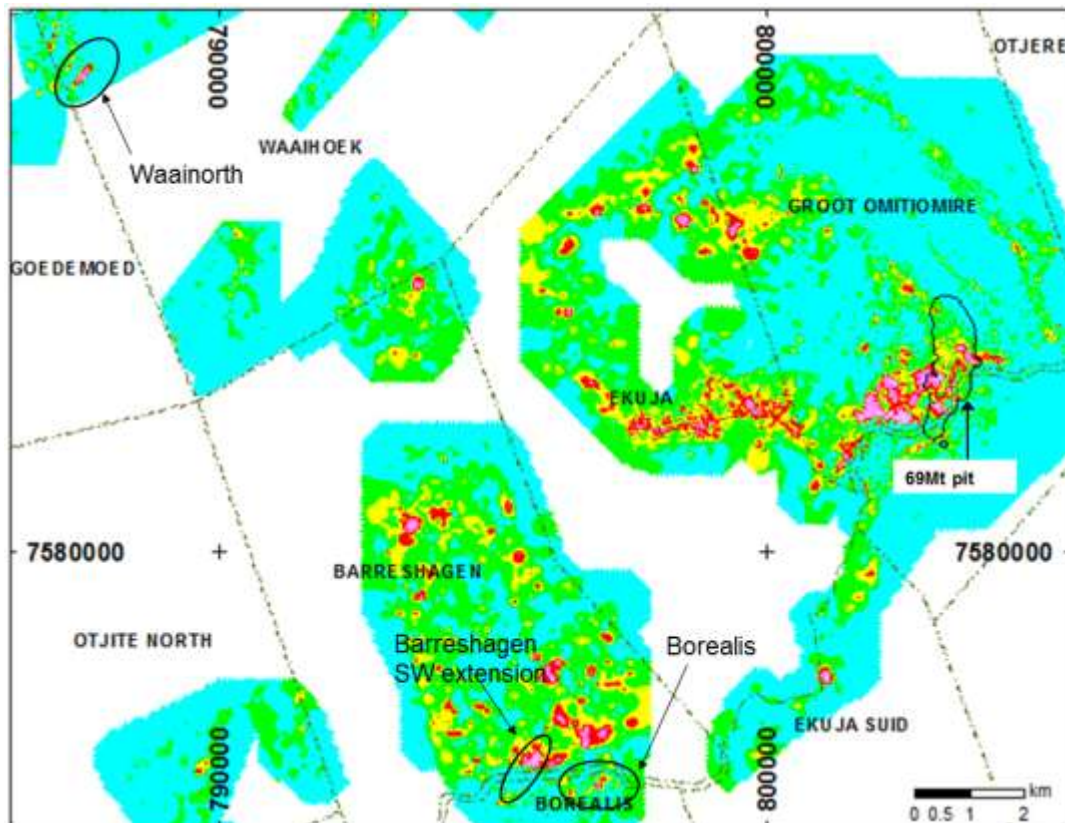 790000
800000
OTJERE
WAAIHOEK
Waainorth
GROOT OMITIOMIRE
GOEDEMOED
EKUJA
69Mt pit
7580000
7580000
BARRESHAGEN
OTJITE NORTH
Barreshagen
SW extension
Borealis
EKUJA SUID
790000
800000
BOREALIS
km
0 0.5 1 2